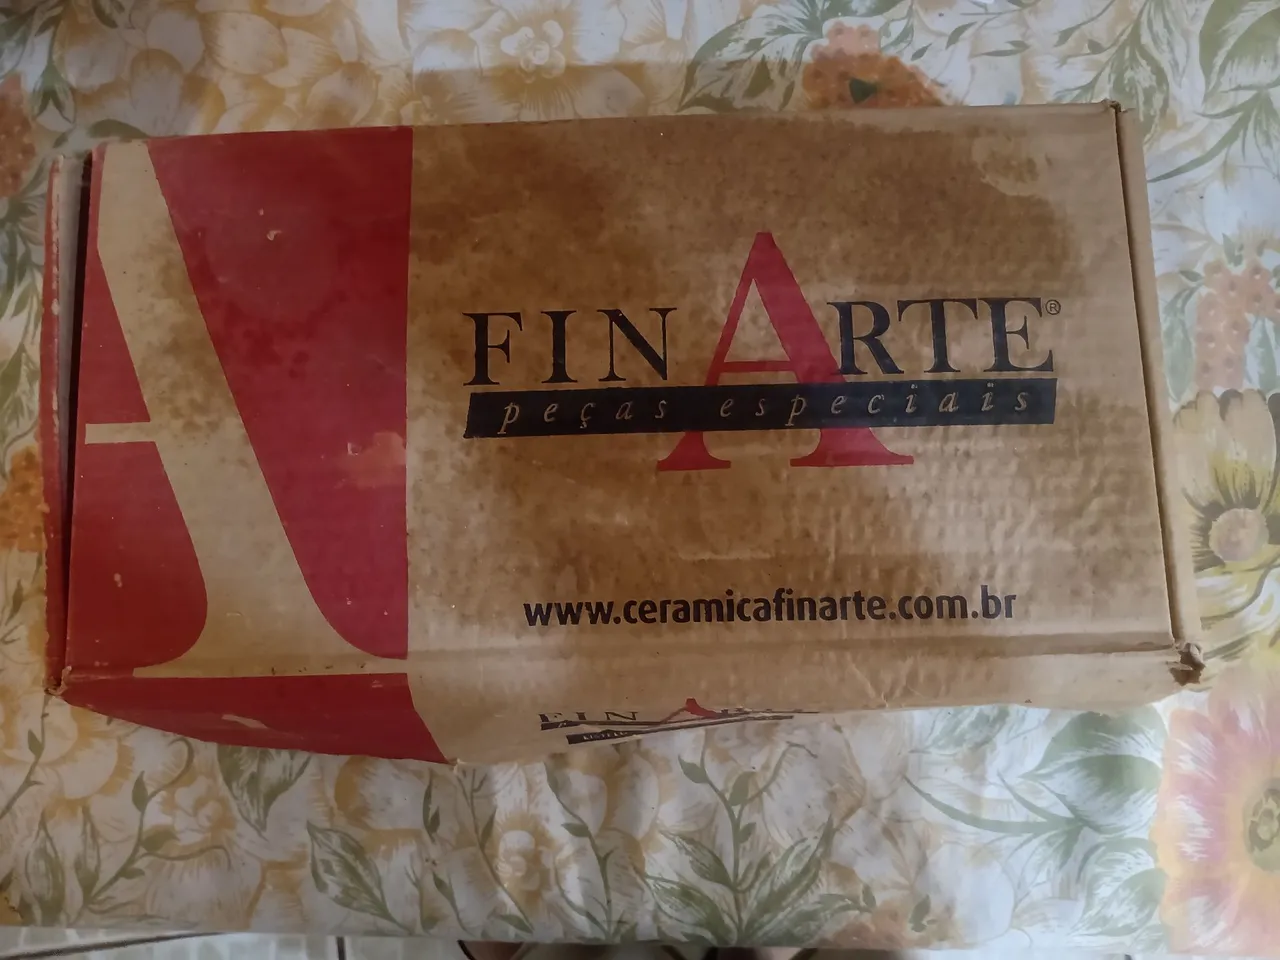 FINARTE®
peças especiais
www.ceramicafinarte.com.br
FINARTE